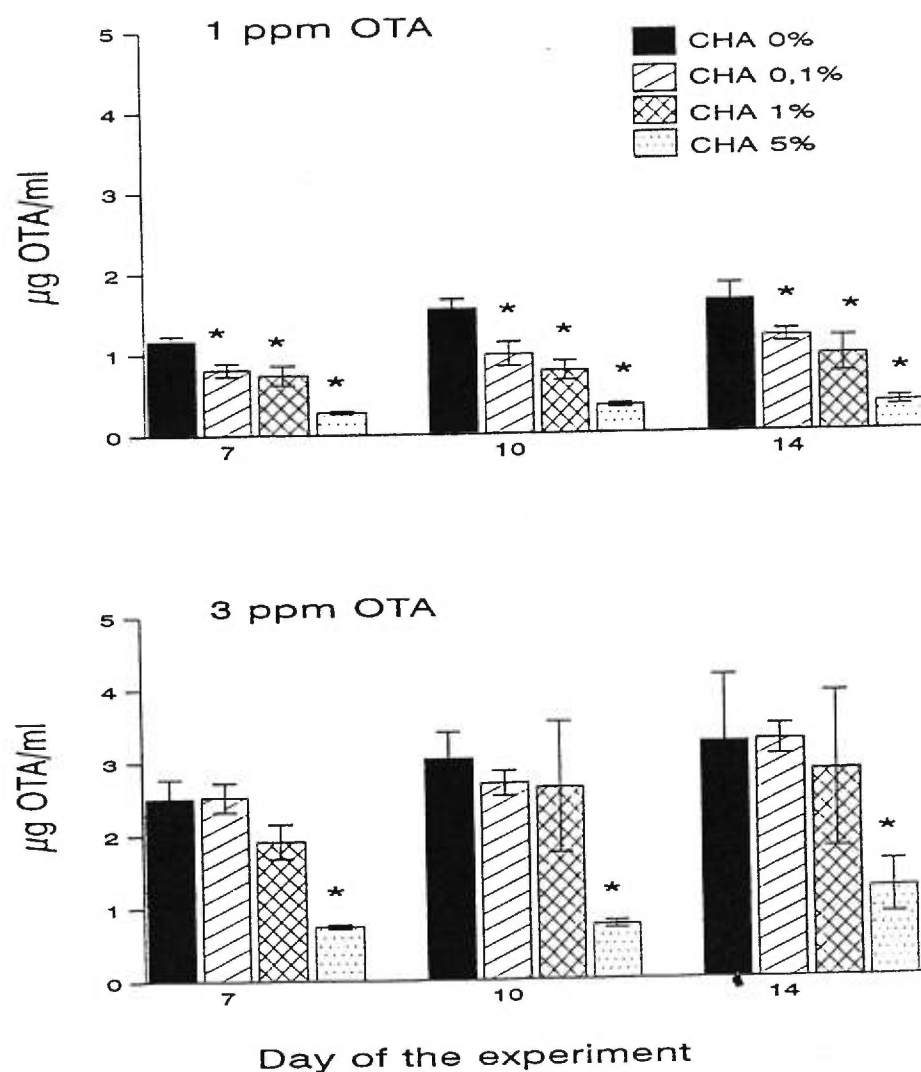 1 ppm OTA
CHA 0%
CHA 0,1%
CHA 1%
CHA 5%
µg OTA/ml
5
4
3
2
1
0
* * *
* * *
* * *
7 10 14
3 ppm OTA
µg OTA/ml
5
4
3
2
1
0
*
*
*
7 10 14
Day of the experiment